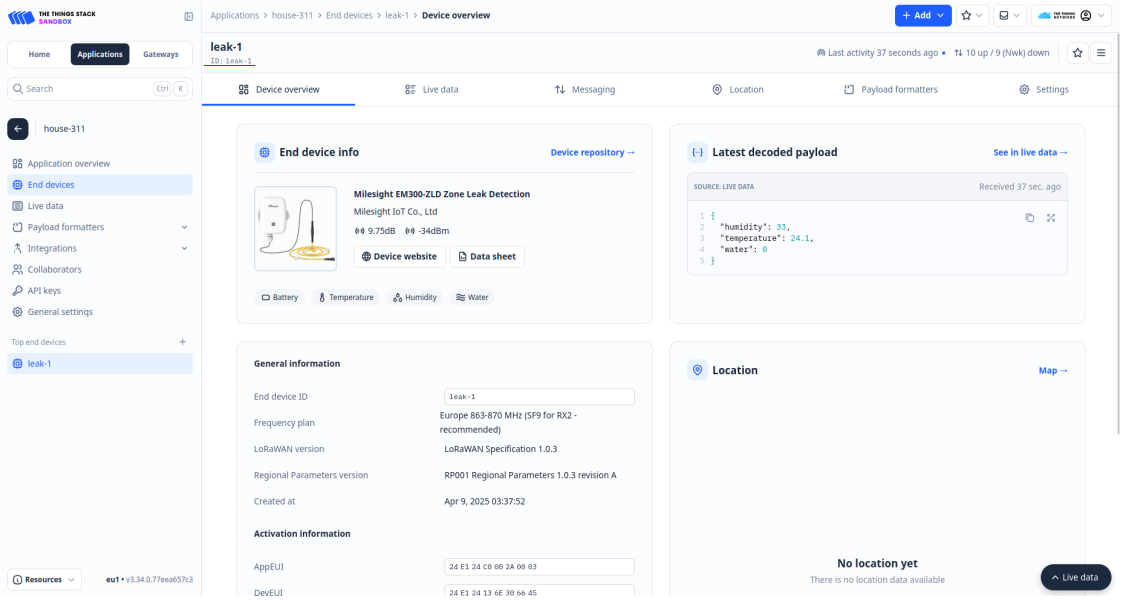 THE THINGS STACK
SANDBOX
Applications > house-311 > End devices > leak-1 > Device overview
+ Add
THE THINGS
NETWORK
Home
Applications
Gateways
leak-1
ID: leak-1
Last activity 37 seconds ago • 10 up / 9 (Nwk) down
Search
Ctrl
K
Device overview
Live data
Messaging
Location
Payload formatters
Settings
house-311
Application overview
End devices
Live data
Payload formatters
Integrations
Collaborators
API keys
General settings
Top end devices
+
leak-1
Resources
eu1 • v3.34.0.77eea657c3
End device info
Device repository →
Milesight EM300-ZLD Zone Leak Detection
Milesight IoT Co., Ltd
9.75dB
-34dBm
Device website
Data sheet
Battery
Temperature
Humidity
Water
Latest decoded payload
See in live data →
SOURCE: LIVE DATA
Received 37 sec. ago
1 {
2 "humidity": 33,
3 "temperature": 24.1,
4 "water": 0
5 }
General information
End device ID
leak-1
Frequency plan
Europe 863-870 MHz (SF9 for RX2 -
recommended)
LoRaWAN version
LoRaWAN Specification 1.0.3
Regional Parameters version
RP001 Regional Parameters 1.0.3 revision A
Created at
Apr 9, 2025 03:37:52
Activation information
AppEUI
24 E1 24 C0 00 2A 00 03
DevEUI
24 E1 24 13 6E 30 66 45
Location
Map →
No location yet
There is no location data available
Live data